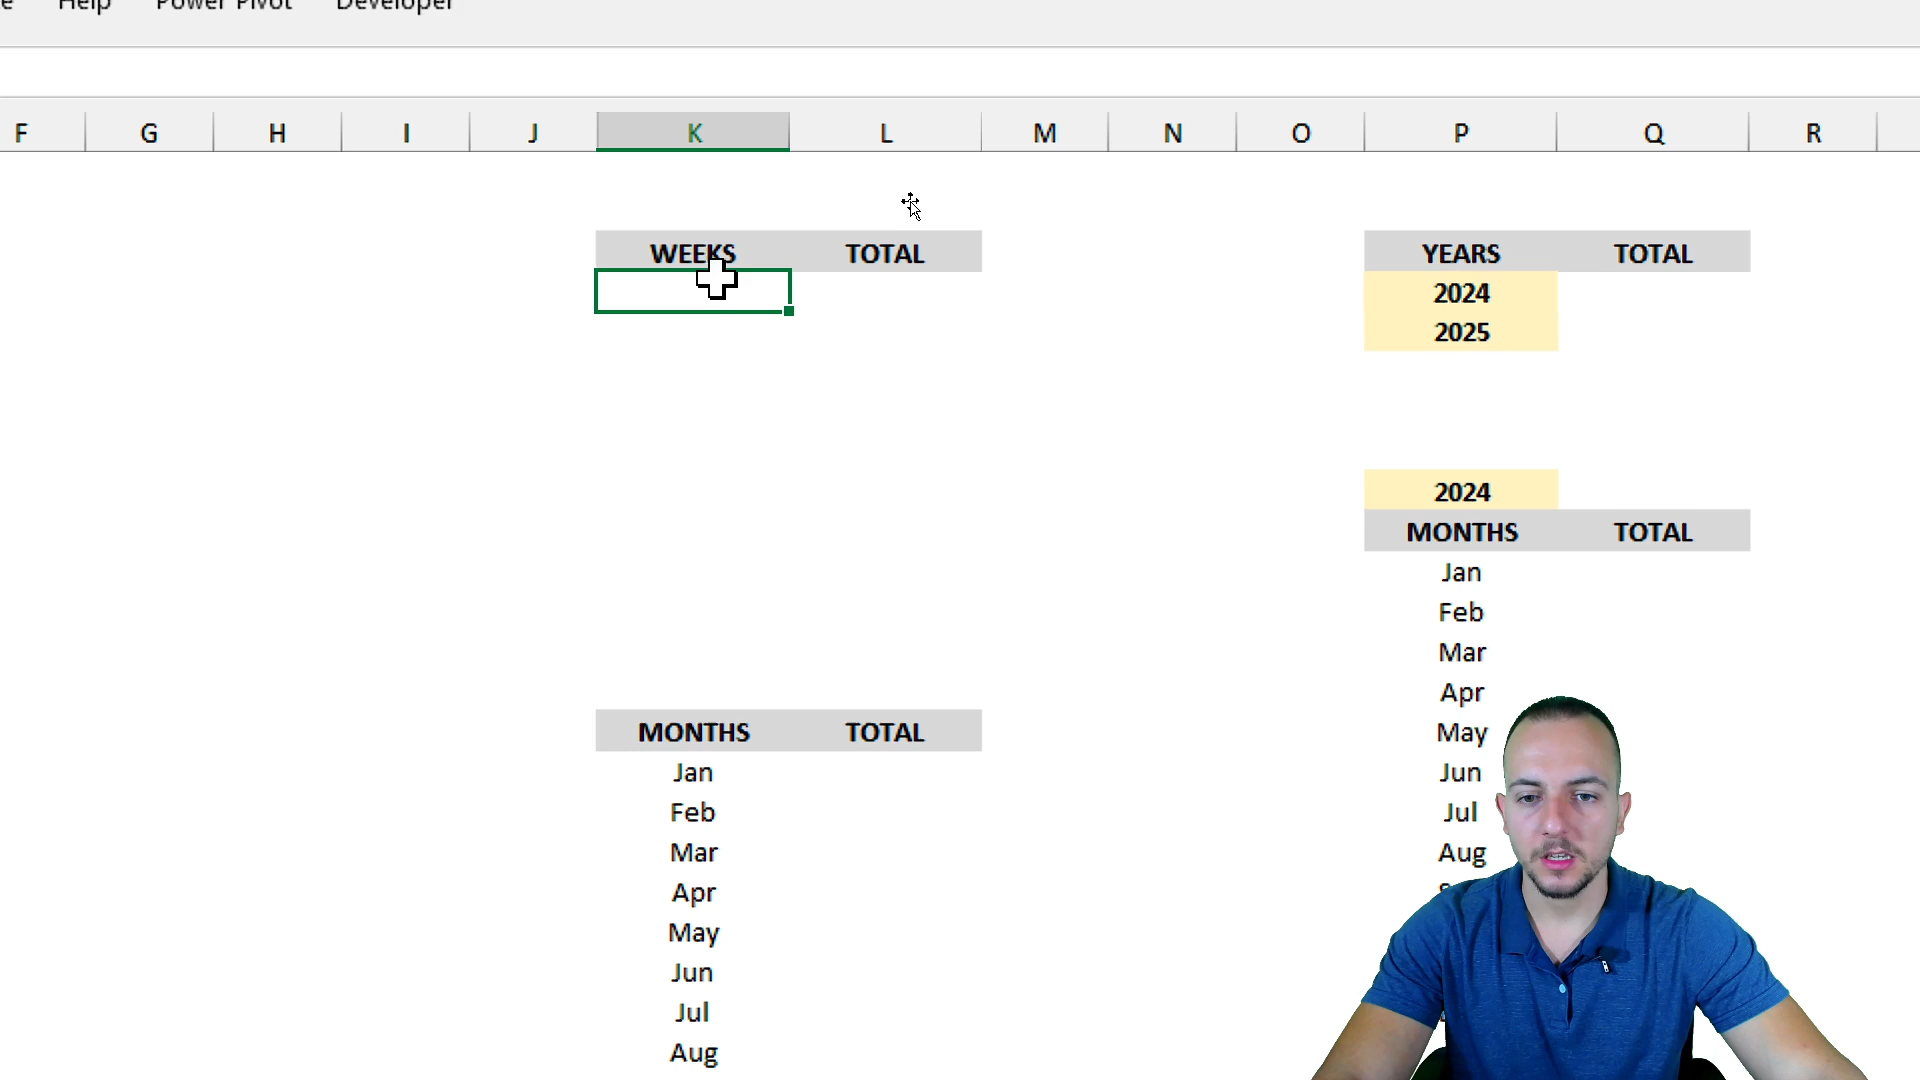 Help Power Pivot Developer
F G H I J K L M N O P Q R
WEEKS TOTAL
MONTHS TOTAL
Jan
Feb
Mar
Apr
May
Jun
Jul
Aug
YEARS TOTAL
2024
2025
2024
MONTHS TOTAL
Jan
Feb
Mar
Apr
May
Jun
Jul
Aug